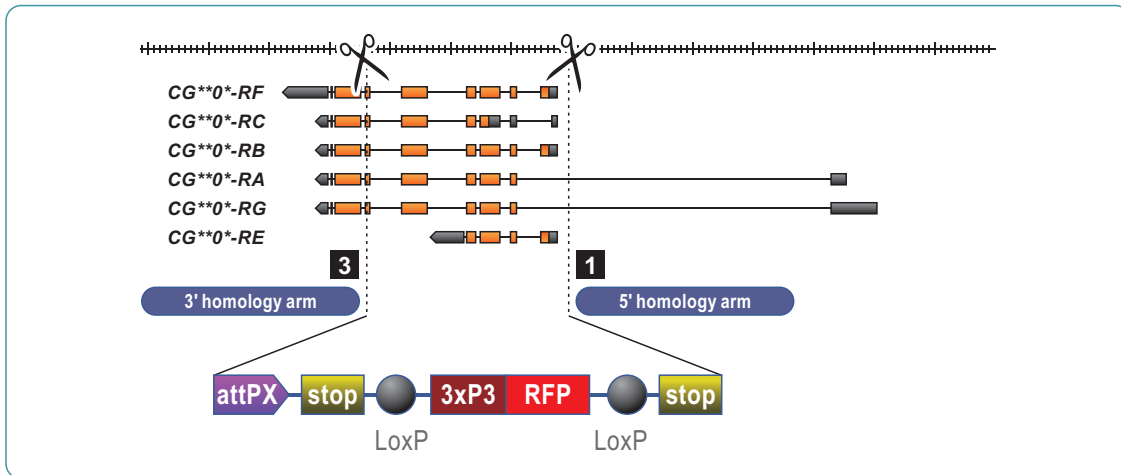 CG**0*-RF
CG**0*-RC
CG**0*-RB
CG**0*-RA
CG**0*-RG
CG**0*-RE
3 1
3' homology arm 5' homology arm
attPX stop 3xP3 RFP stop
LoxP LoxP